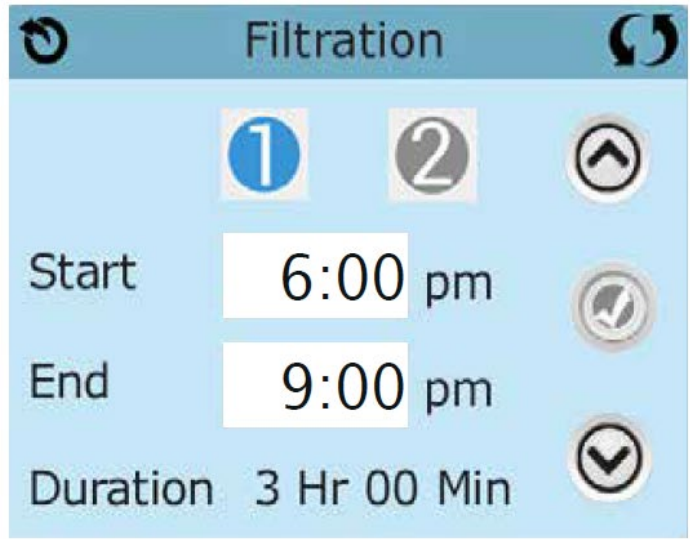 Filtration
1 2
Start 6:00 pm
End 9:00 pm
Duration 3 Hr 00 Min